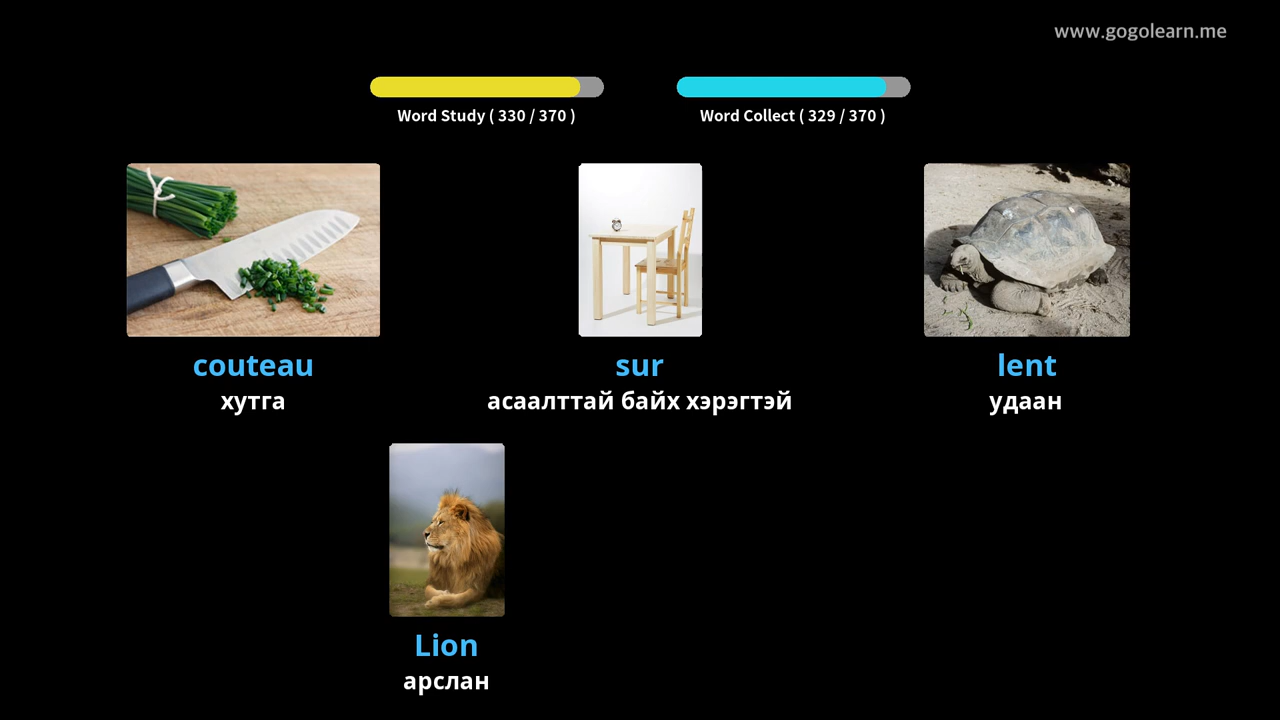 www.gogolearn.me
Word Study ( 330 / 370 )
Word Collect ( 329 / 370 )
couteau
хутга
sur
асаалттай байх хэрэгтэй
lent
удаан
Lion
арслан